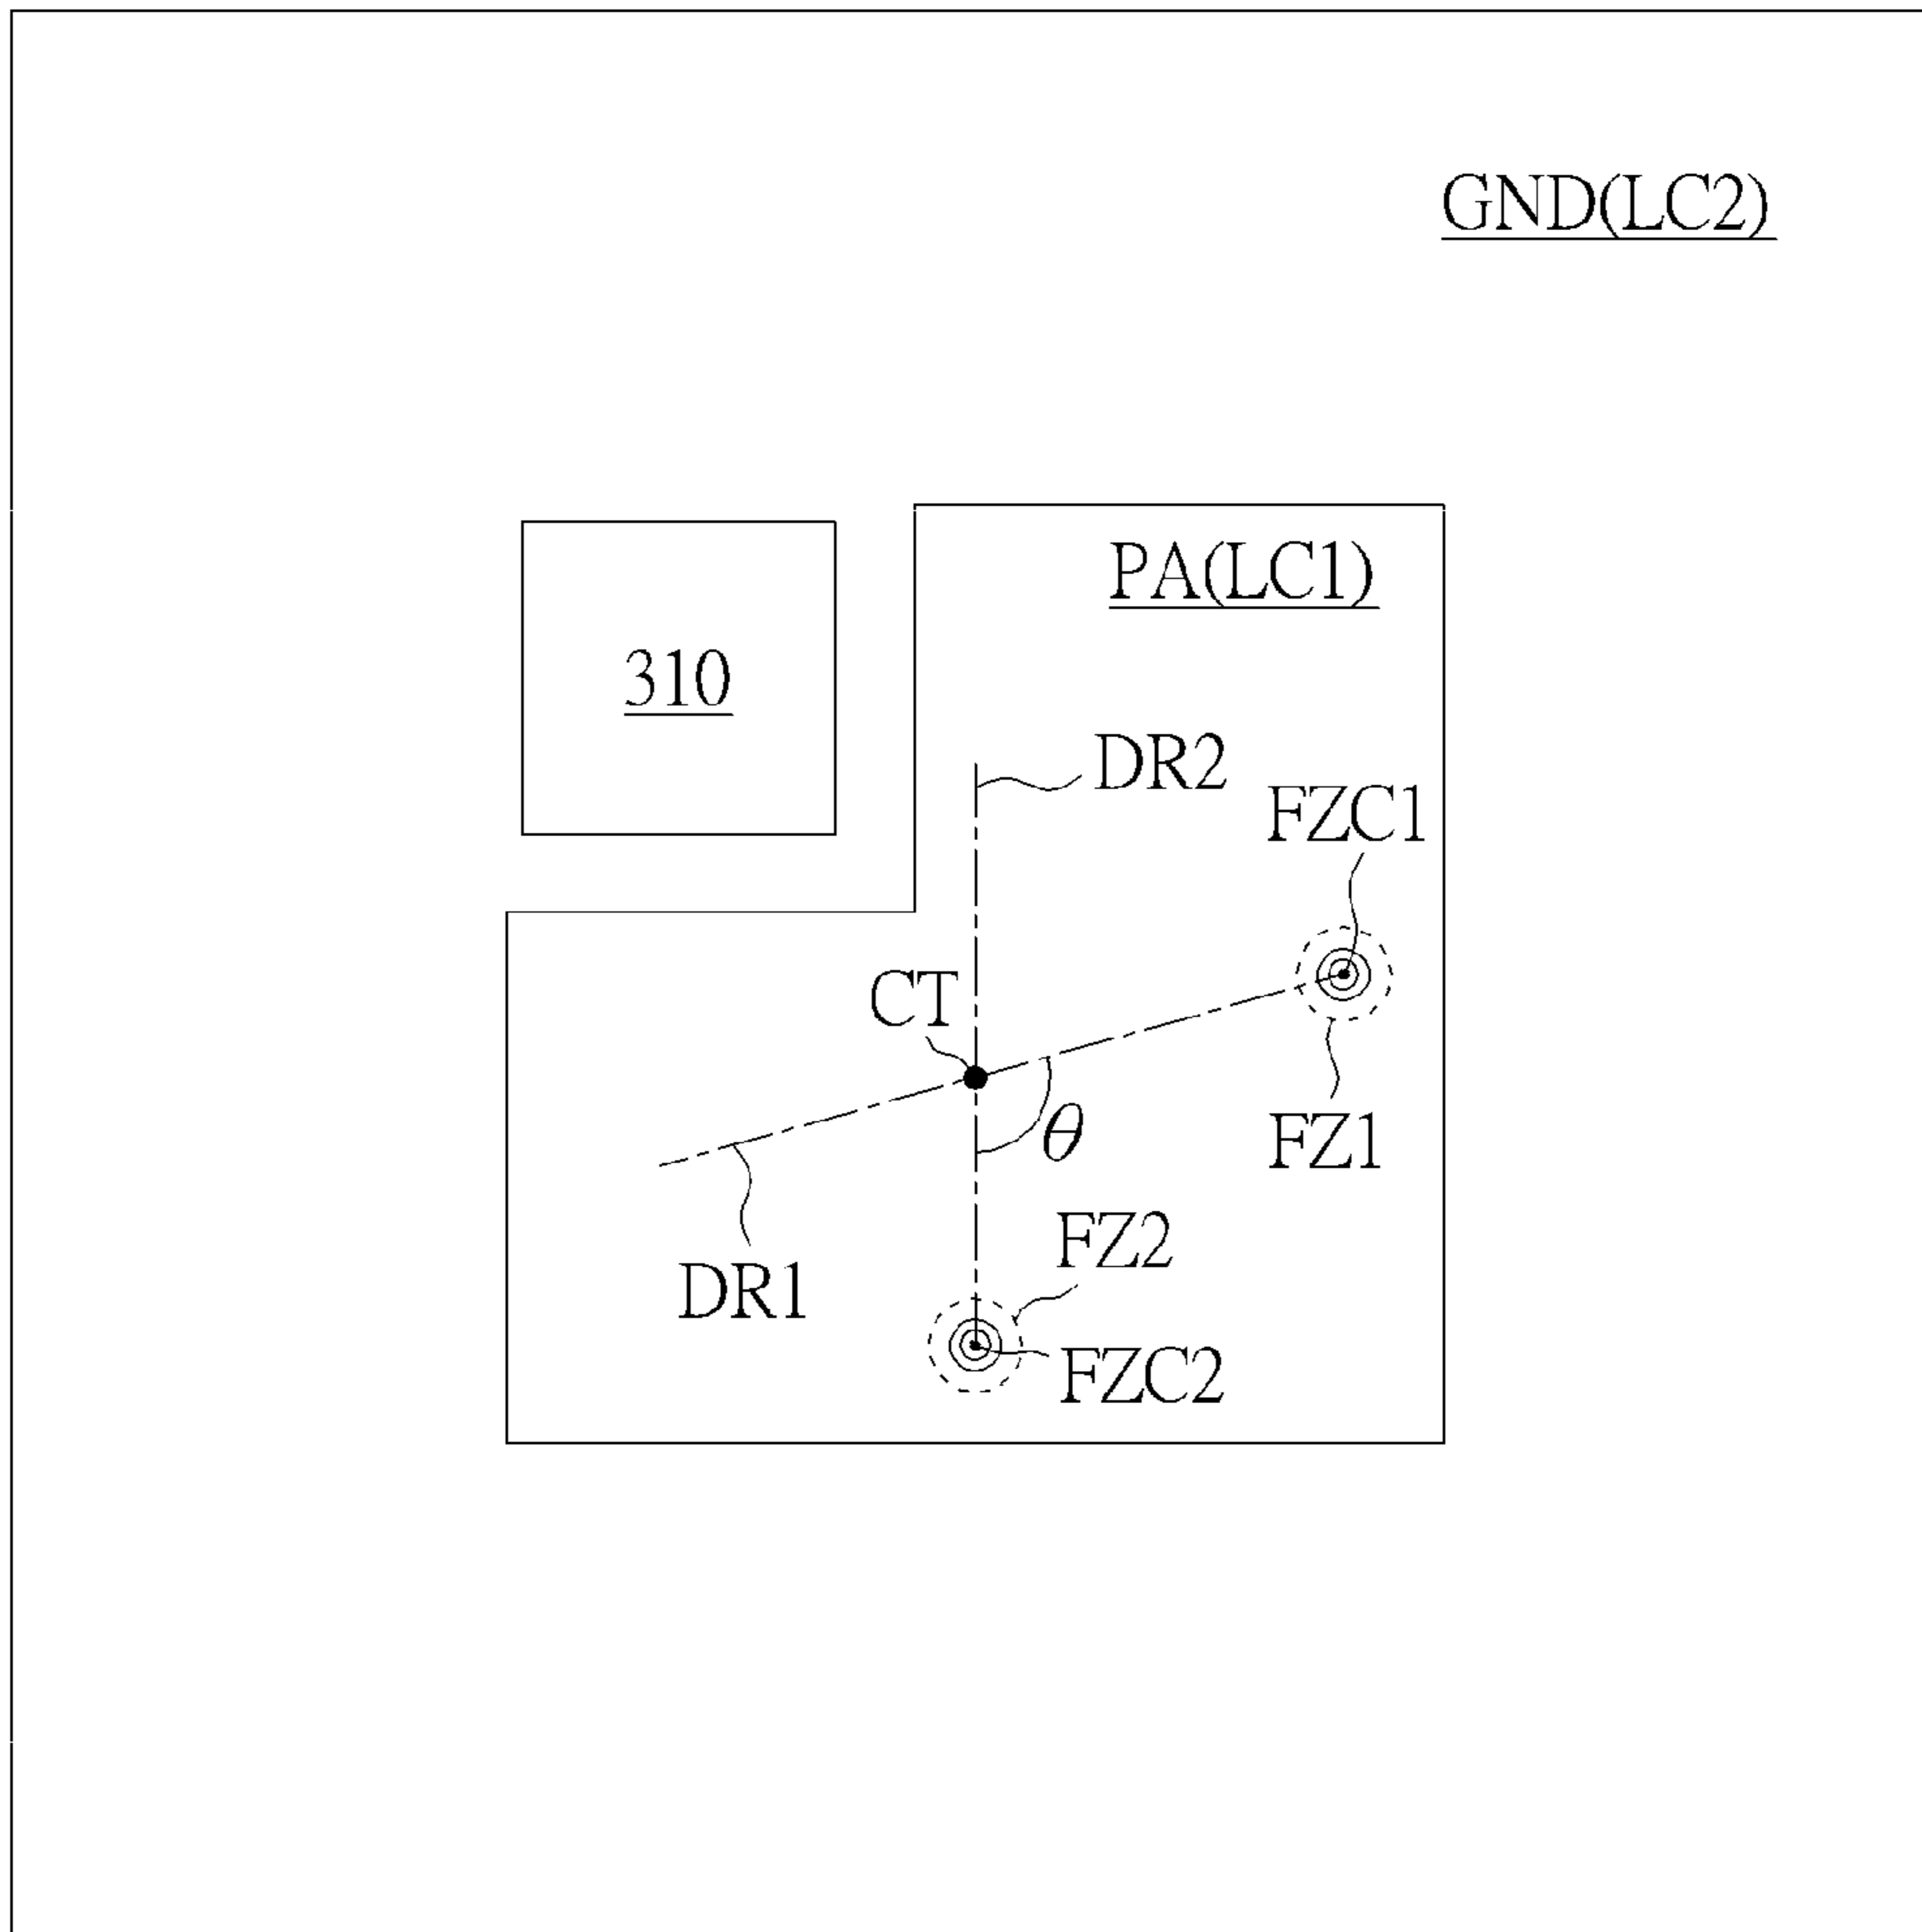 GND(LC2)
PA(LC1)
310
DR2
FZC1
CT
θ
FZ1
FZ2
DR1
FZC2